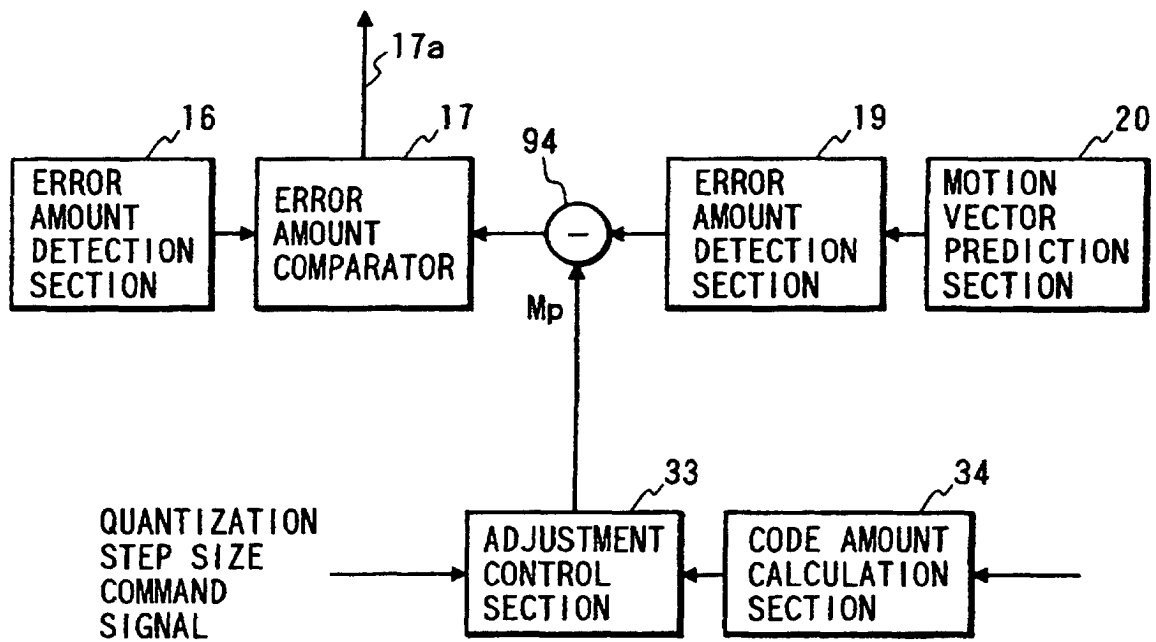 17a
16
ERROR
AMOUNT
DETECTION
SECTION
17
ERROR
AMOUNT
COMPARATOR
94
−
Mp
19
ERROR
AMOUNT
DETECTION
SECTION
20
MOTION
VECTOR
PREDICTION
SECTION
QUANTIZATION
STEP SIZE
COMMAND
SIGNAL
33
ADJUSTMENT
CONTROL
SECTION
34
CODE AMOUNT
CALCULATION
SECTION